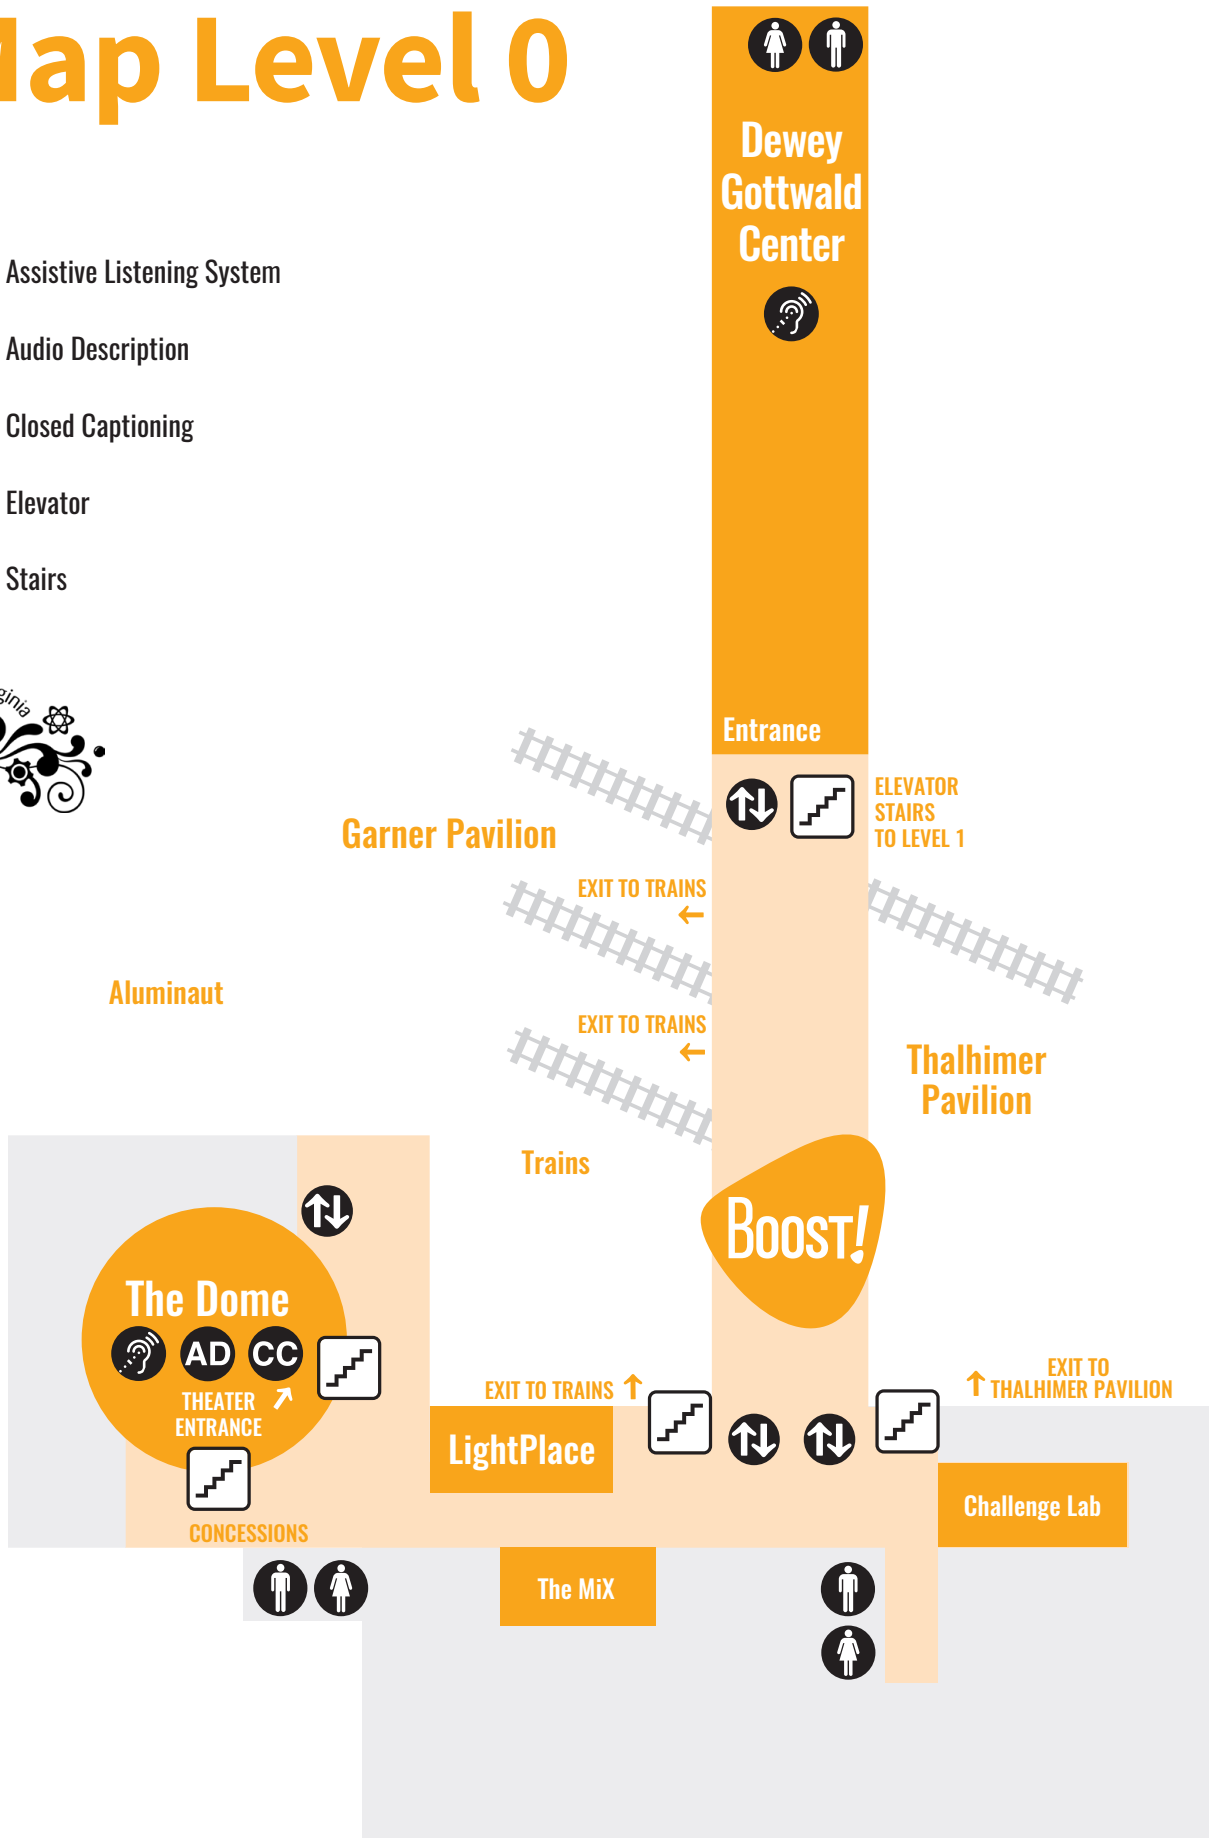 Map Level 0
Assistive Listening System
Audio Description
Closed Captioning
Elevator
Stairs
Dewey
Gottwald
Center
Entrance
ELEVATOR
STAIRS
TO LEVEL 1
Garner Pavilion
EXIT TO TRAINS
Aluminaut
EXIT TO TRAINS
Thalhimer
Pavilion
Trains
BOOST!
The Dome
AD
CC
THEATER
ENTRANCE
EXIT TO TRAINS
EXIT TO
THALHIMER PAVILION
LightPlace
Challenge Lab
CONCESSIONS
The MiX